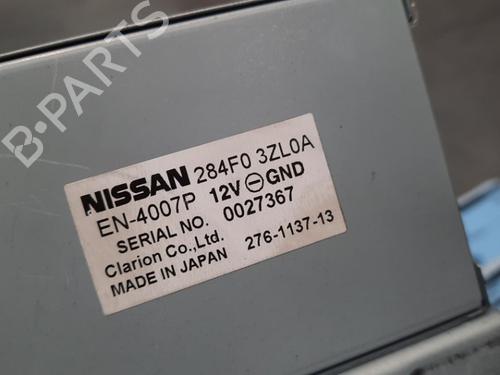 B-PARTS
NISSAN 284F0 3ZL0A
EN-4007P 12V ⊖ GND
SERIAL NO. 0027367
Clarion Co.,Ltd.
MADE IN JAPAN 276-1137-13